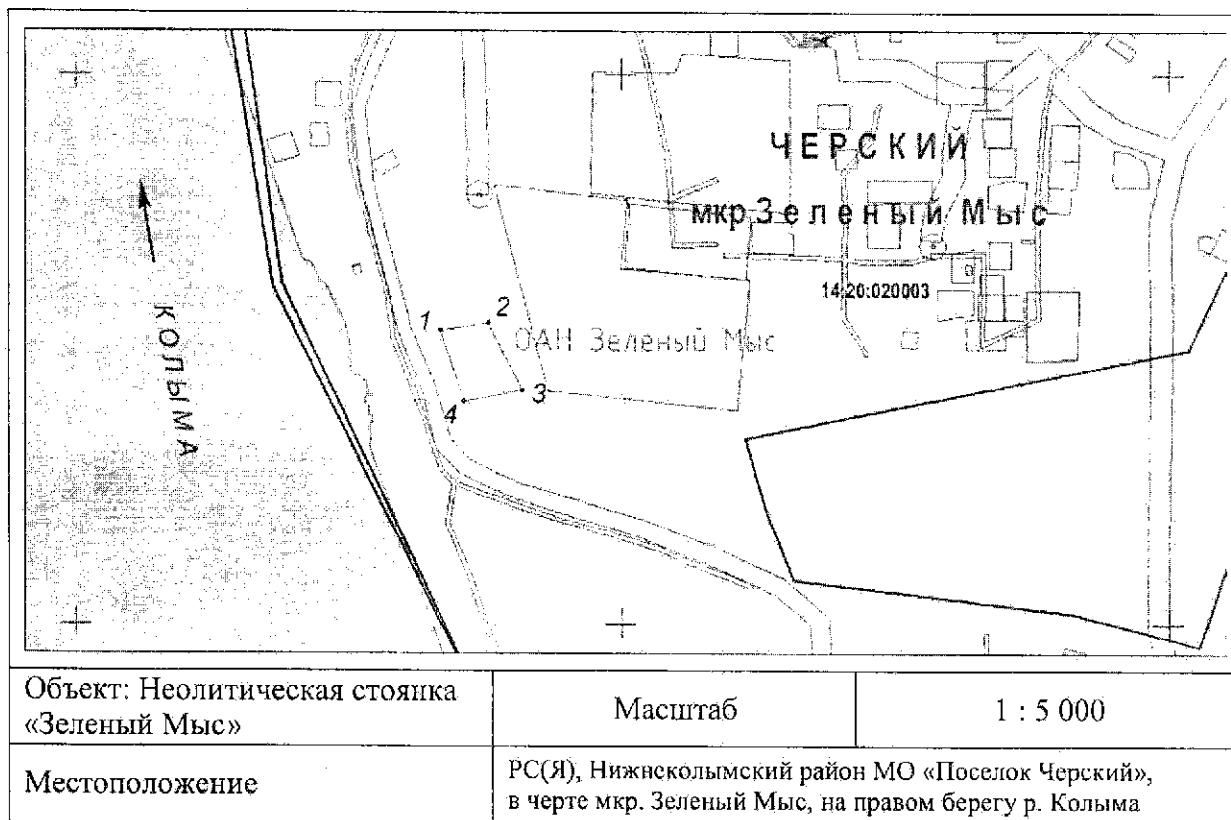 ЧЕРСКИЙ
мкр Зеленый Мыс
14:20:020003
КОЛЫМА
1
2
ОАН Зеленый Мыс
3
4
Объект: Неолитическая стоянка
«Зеленый Мыс»
Масштаб
1 : 5 000
Местоположение
РС(Я), Нижнеколымский район МО «Поселок Черский»,
в черте мкр. Зеленый Мыс, на правом берегу р. Колыма